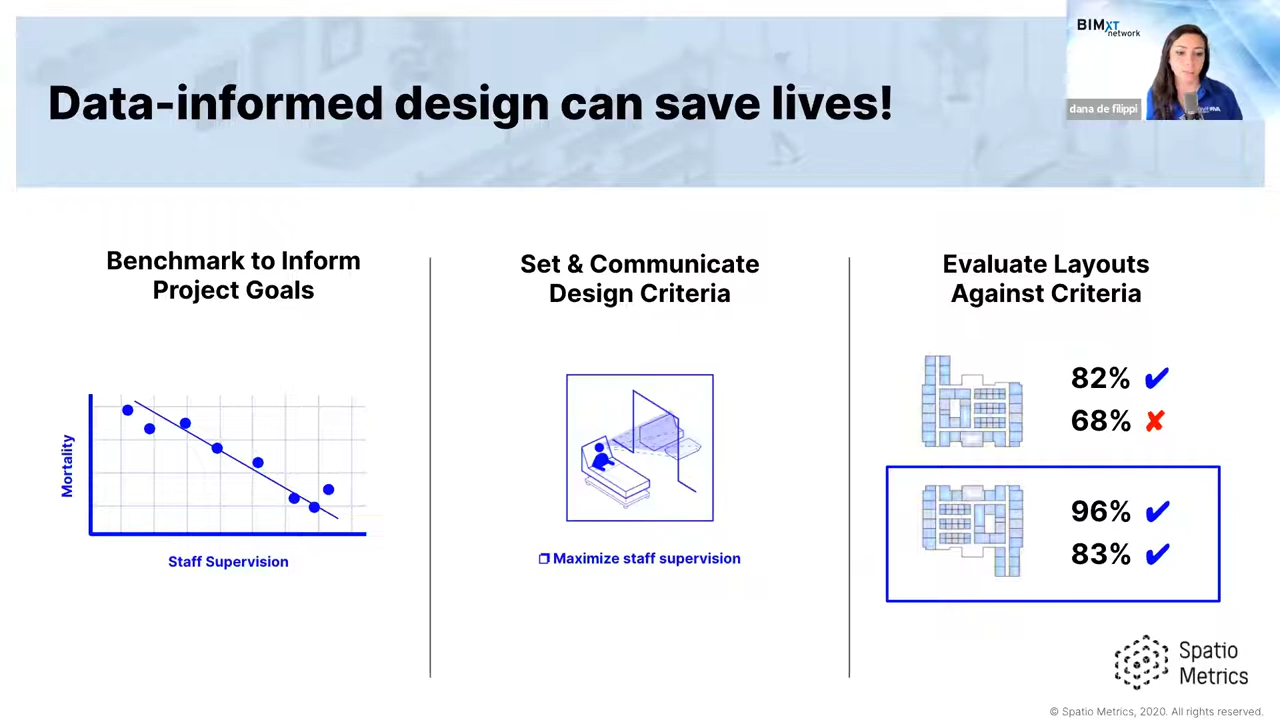 Data-informed design can save lives!
BIMXT
network
dana de filippi
Benchmark to Inform
Project Goals
Mortality
Staff Supervision
Set & Communicate
Design Criteria
❐ Maximize staff supervision
Evaluate Layouts
Against Criteria
82% ✔
68% ✘
96% ✔
83% ✔
Spatio
Metrics
© Spatio Metrics, 2020. All rights reserved.